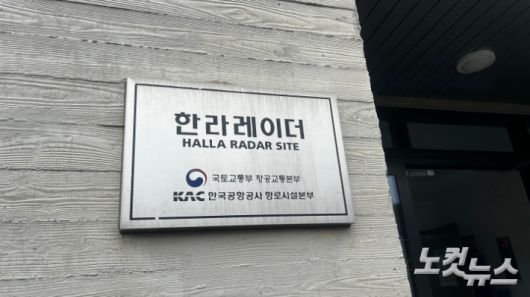 한라레이더
HALLA RADAR SITE
국토교통부 항공교통본부
KAC 한국공항공사 항로시설본부
노컷뉴스